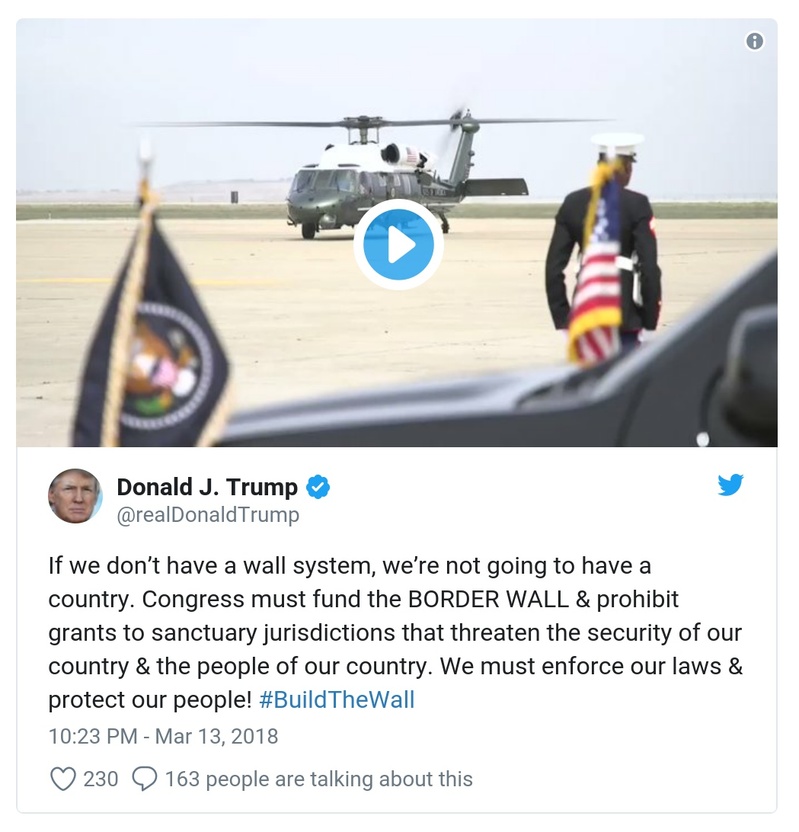 Donald J. Trump
@realDonaldTrump
If we don’t have a wall system, we’re not going to have a
country. Congress must fund the BORDER WALL & prohibit
grants to sanctuary jurisdictions that threaten the security of our
country & the people of our country. We must enforce our laws &
protect our people! #BuildTheWall
10:23 PM - Mar 13, 2018
230 163 people are talking about this